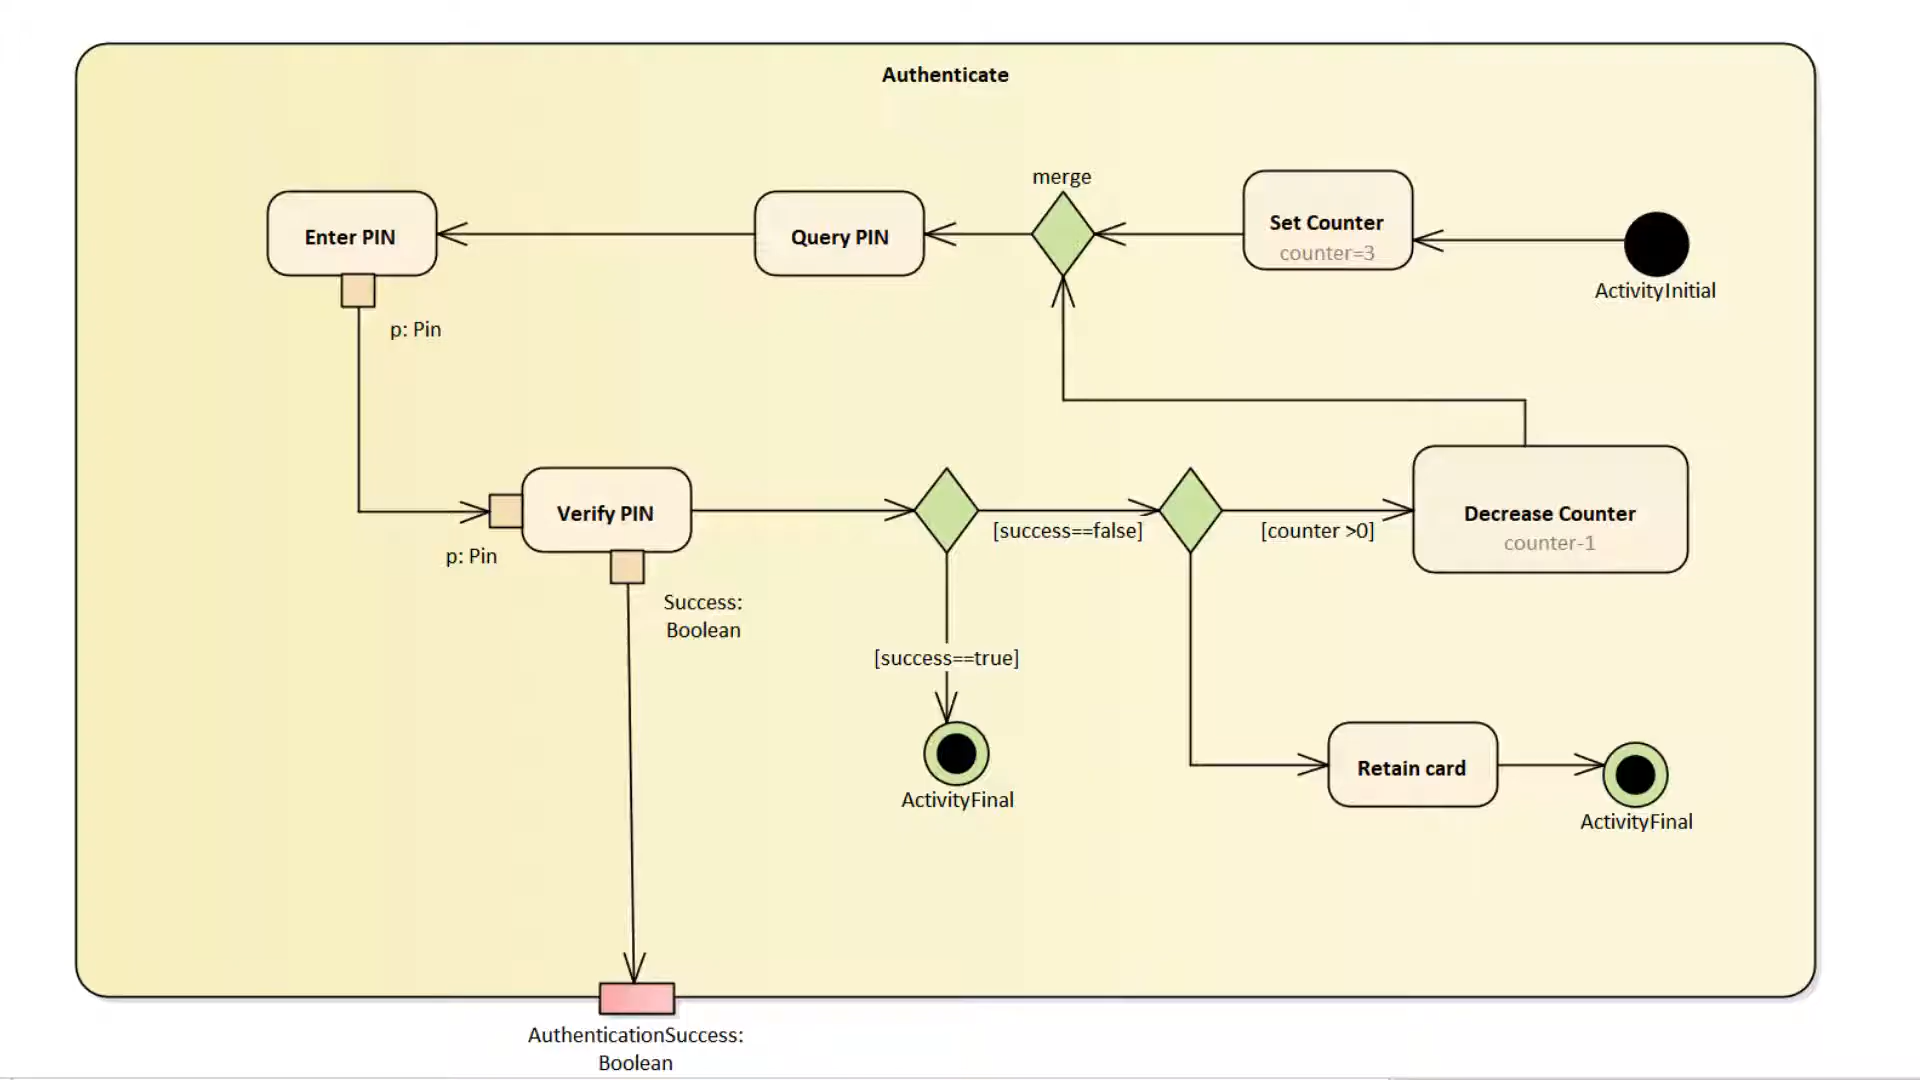 Authenticate
merge
Enter PIN
Query PIN
Set Counter
counter=3
ActivityInitial
p: Pin
Verify PIN
p: Pin
Success:
Boolean
[success==false]
[counter >0]
Decrease Counter
counter-1
[success==true]
ActivityFinal
Retain card
ActivityFinal
AuthenticationSuccess:
Boolean